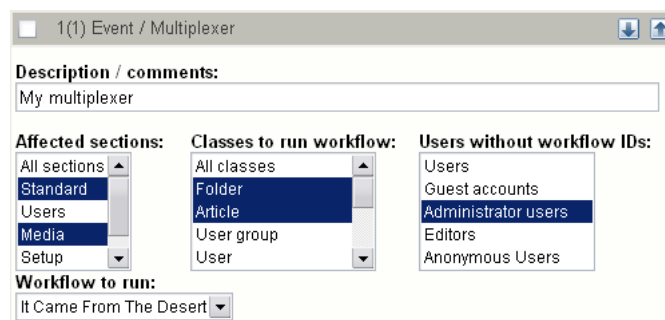 1(1) Event / Multiplexer
Description / comments:
My multiplexer
Affected sections: Classes to run workflow: Users without workflow IDs:
All sections All classes Users
Standard Folder Guest accounts
Users Article Administrator users
Media User group Editors
Setup User Anonymous Users
Workflow to run:
It Came From The Desert